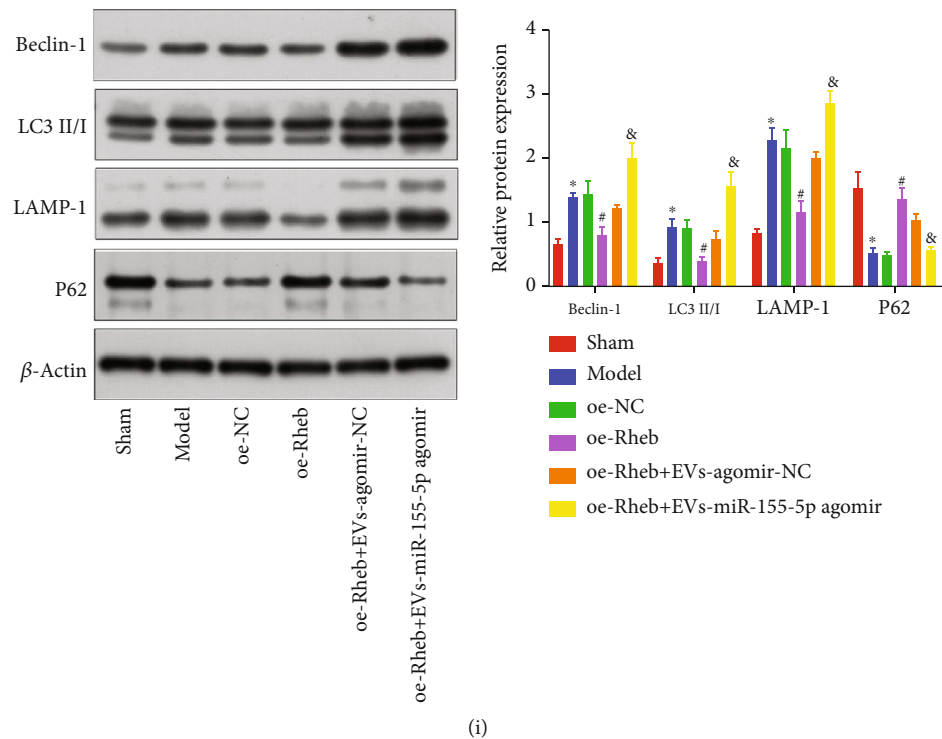 Beclin-1
LC3 II/I
LAMP-1
P62
β-Actin
Sham
Model
oe-NC
oe-Rheb
oe-Rheb+EVs-agomir-NC
oe-Rheb+EVs-miR-155-5p agomir
Relative protein expression
4
3
2
1
0
*
#
&
*
#
&
*
#
&
*
#
&
Beclin-1
LC3 II/I
LAMP-1
P62
Sham
Model
oe-NC
oe-Rheb
oe-Rheb+EVs-agomir-NC
oe-Rheb+EVs-miR-155-5p agomir
(i)